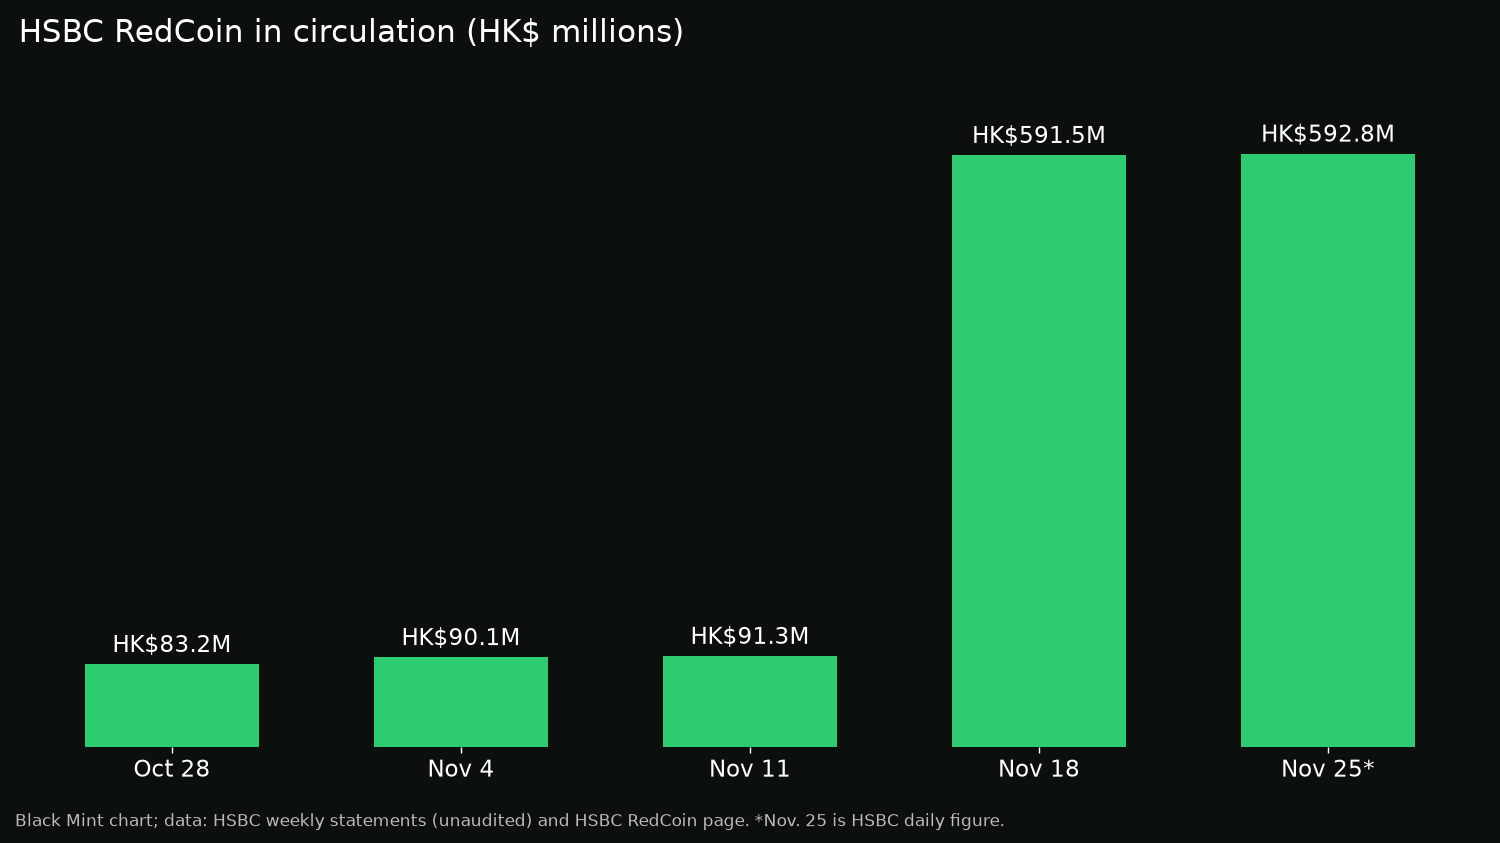 HSBC RedCoin in circulation (HK$ millions)
HK$83.2M
HK$90.1M
HK$91.3M
HK$591.5M
HK$592.8M
Oct 28
Nov 4
Nov 11
Nov 18
Nov 25*
Black Mint chart; data: HSBC weekly statements (unaudited) and HSBC RedCoin page. *Nov. 25 is HSBC daily figure.